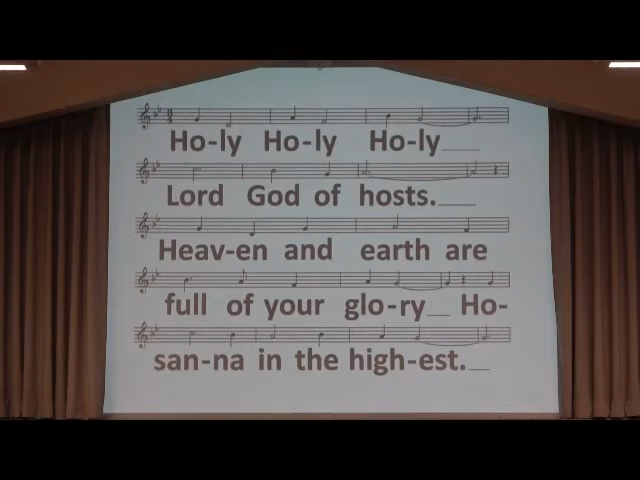 Ho-ly Ho-ly Ho-ly
Lord God of hosts.
Heav-en and earth are
full of your glo-ry Ho-
san-na in the high-est.